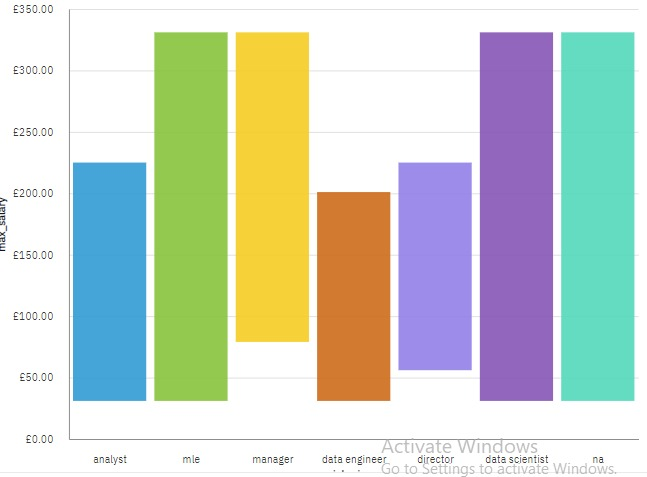 £350.00
£300.00
£250.00
£200.00
£150.00
£100.00
£50.00
£0.00
max_salary
analyst mle manager data engineer director data scientist na
Activate Windows
Go to Settings to activate Windows.